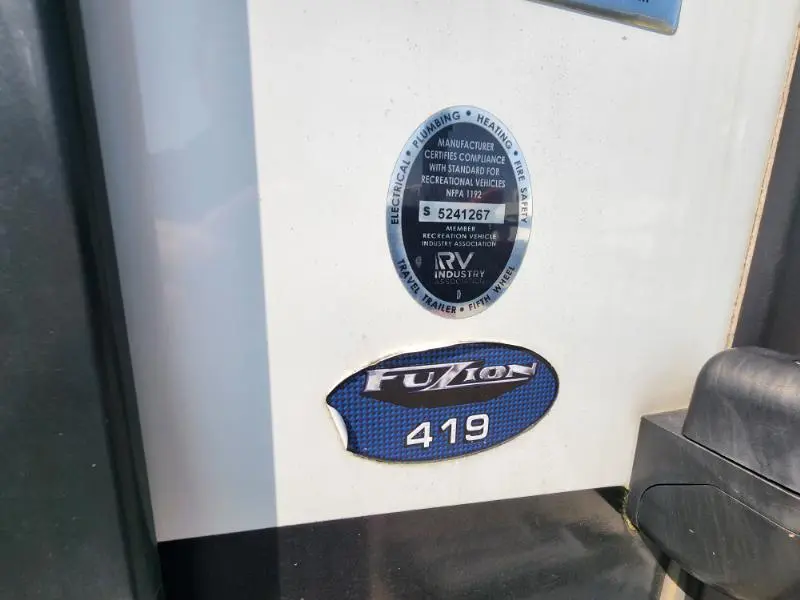 ELECTRICAL • PLUMBING • HEATING • FIRE SAFETY
MANUFACTURER
CERTIFIES COMPLIANCE
WITH STANDARD FOR
RECREATIONAL VEHICLES
NFPA 1192
S 5241267
MEMBER
RECREATION VEHICLE
INDUSTRY ASSOCIATION
RV
INDUSTRY
ASSOCIATION
TRAVEL TRAILER • FIFTH WHEEL
FUZION
419